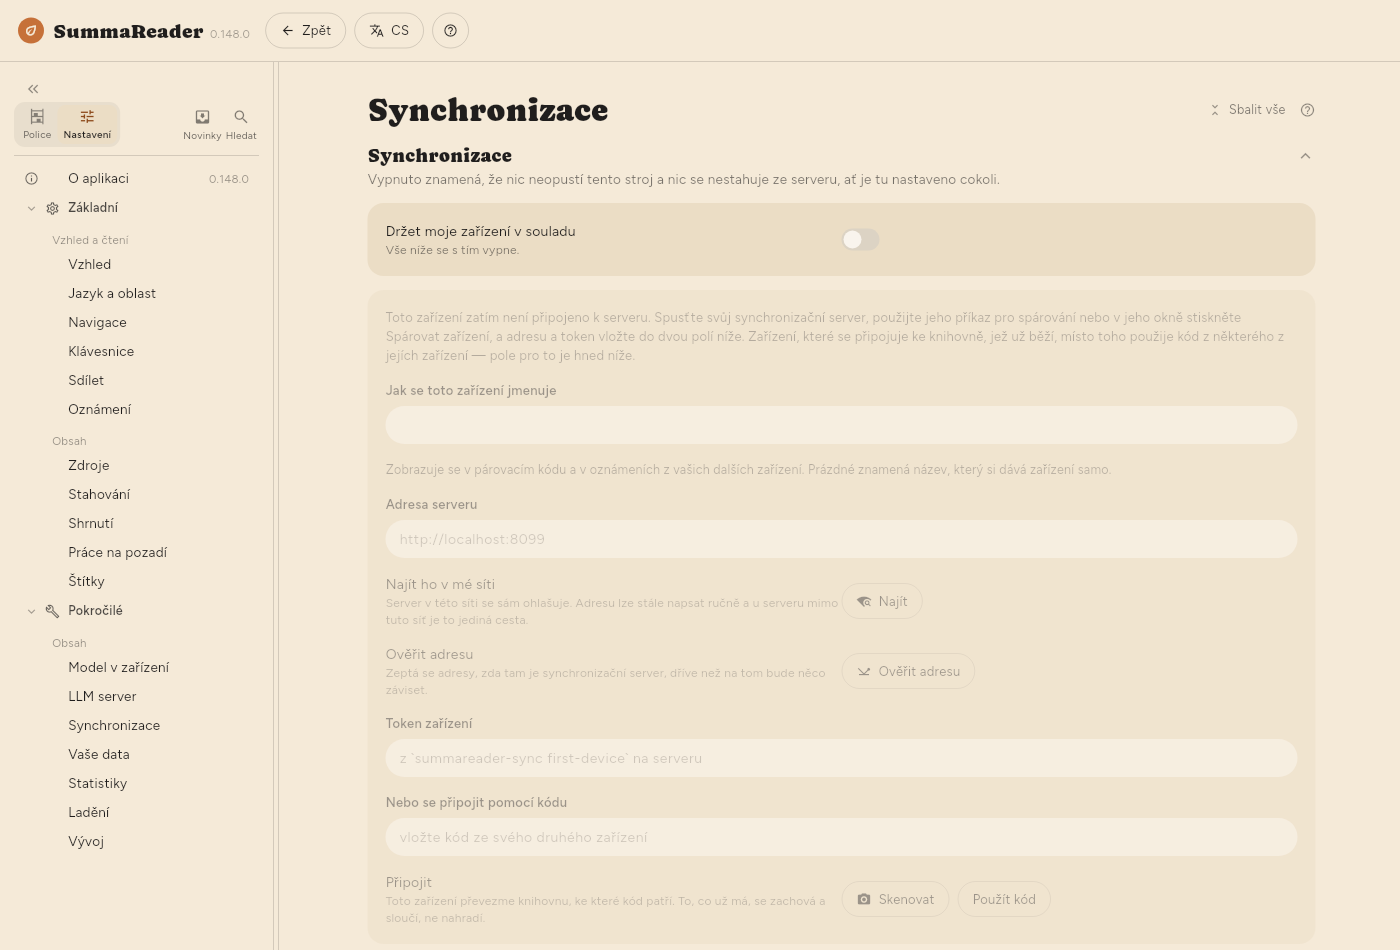 SummaReader 0.148.0 Zpět CS
Police Nastavení Novinky Hledat
O aplikaci 0.148.0
Základní
Vzhled a čtení
Vzhled
Jazyk a oblast
Navigace
Klávesnice
Sdílet
Oznámení
Obsah
Zdroje
Stahování
Shrnutí
Práce na pozadí
Štítky
Pokročilé
Obsah
Model v zařízení
LLM server
Synchronizace
Vaše data
Statistiky
Ladění
Vývoj
Synchronizace
Sbalit vše
Synchronizace
Vypnuto znamená, že nic neopustí tento stroj a nic se nestahuje ze serveru, ať je tu nastaveno cokoli.
Držet moje zařízení v souladu
Vše níže se s tím vypne.
Toto zařízení zatím není připojeno k serveru. Spusťte svůj synchronizační server, použijte jeho příkaz pro spárování nebo v jeho okně stiskněte
Spárovat zařízení, a adresu a token vložte do dvou polí níže. Zařízení, které se připojuje ke knihovně, jež už běží, místo toho použije kód z některého z
jejích zařízení — pole pro to je hned níže.
Jak se toto zařízení jmenuje
Zobrazuje se v párovacím kódu a v oznámeních z vašich dalších zařízení. Prázdné znamená název, který si dává zařízení samo.
Adresa serveru
http://localhost:8099
Najít ho v mé síti
Server v této síti se sám ohlašuje. Adresu lze stále napsat ručně a u serveru mimo
tuto síť je to jediná cesta.
Najít
Ověřit adresu
Zeptá se adresy, zda tam je synchronizační server, dříve než na tom bude něco
záviset.
Ověřit adresu
Token zařízení
z `summareader-sync first-device` na serveru
Nebo se připojit pomocí kódu
vložte kód ze svého druhého zařízení
Připojit
Toto zařízení převezme knihovnu, ke které kód patří. To, co už má, se zachová a
sloučí, ne nahradí.
Skenovat
Použít kód